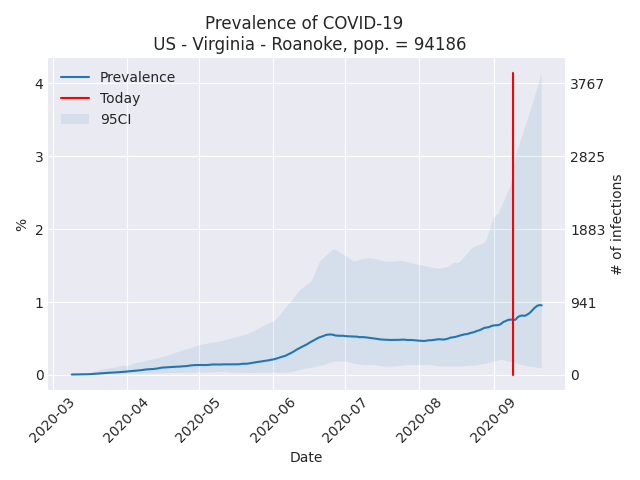 Prevalence of COVID-19
US - Virginia - Roanoke, pop. = 94186
Prevalence
Today
95CI
4
3
2
1
0
%
3767
2825
1883
941
0
# of infections
2020-03
2020-04
2020-05
2020-06
2020-07
2020-08
2020-09
Date